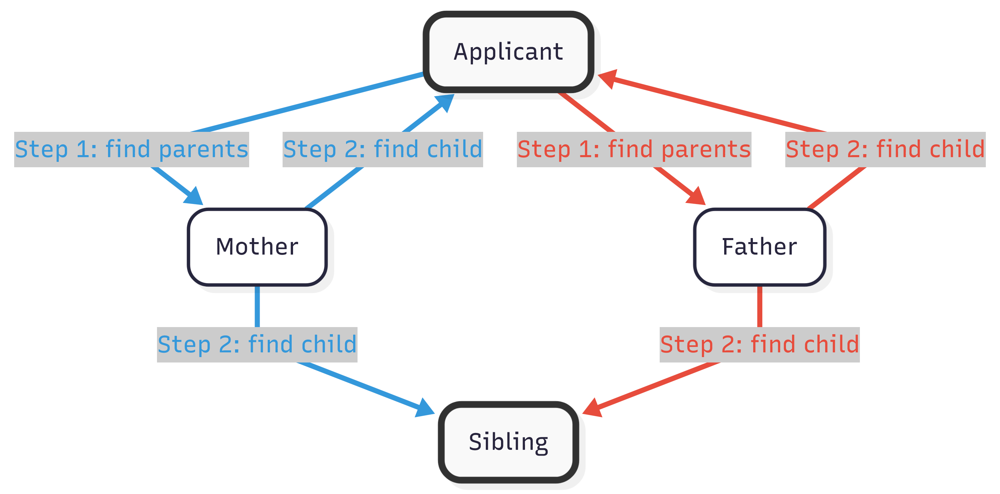 Applicant
Step 1: find parents
Step 2: find child
Step 1: find parents
Step 2: find child
Mother
Father
Step 2: find child
Step 2: find child
Sibling